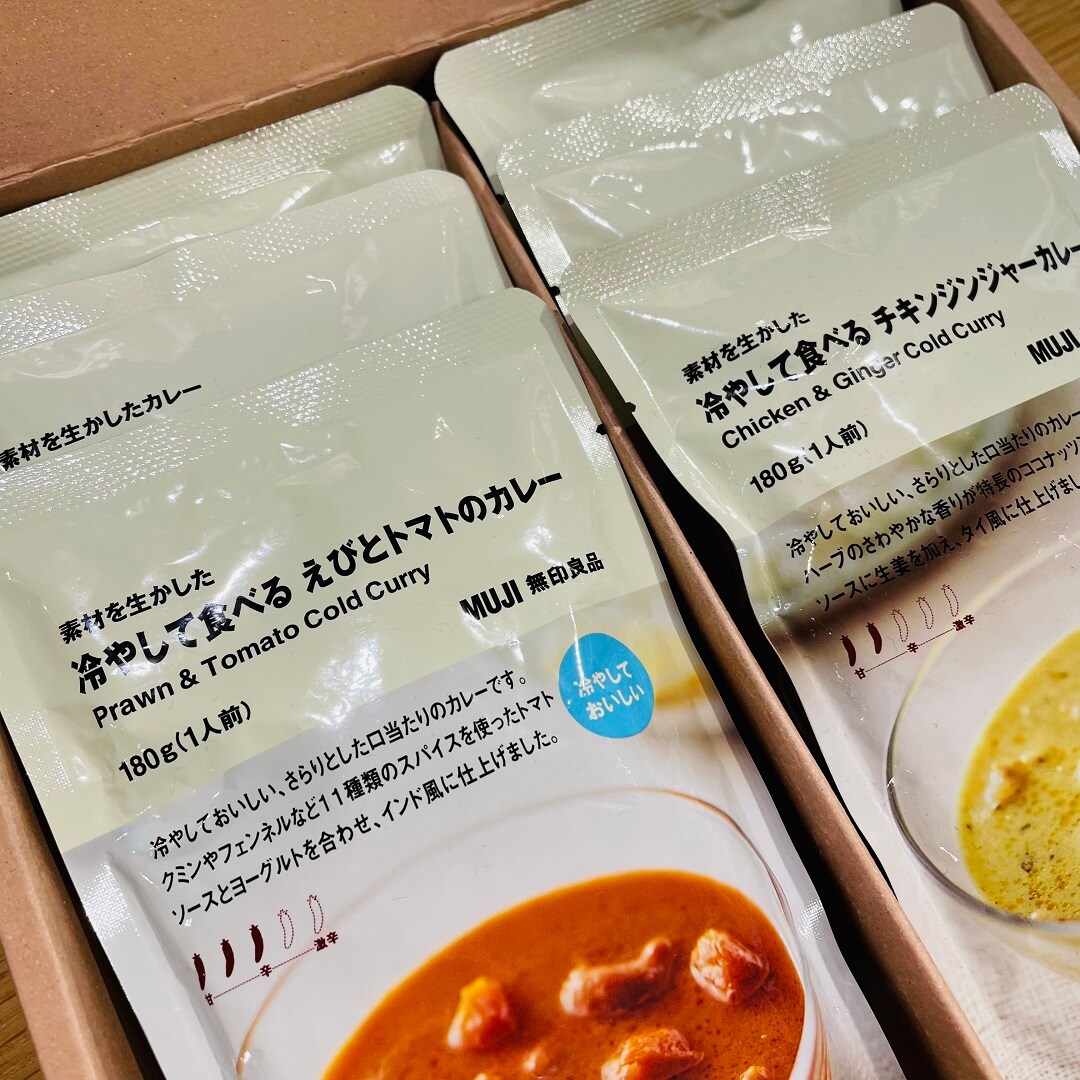 素材を生かしたカレー
素材を生かした
冷やして食べる えびとトマトのカレー
Prawn & Tomato Cold Curry
180g(1人前)
MUJI 無印良品
冷やして
おいしい
冷やしておいしい、さらりとした口当たりのカレーです。
クミンやフェンネルなど11種類のスパイスを使ったトマト
ソースとヨーグルトを合わせ、インド風に仕上げました。
甘 辛 激辛
素材を生かした
冷やして食べる チキンジンジャーカレー
Chicken & Ginger Cold Curry
180g(1人前)
MUJI
冷やしておいしい、さらりとした口当たりのカレー
ハーブのさわやかな香りが特長のココナッツ
ソースに生姜を加え、タイ風に仕上げまし
甘 辛 激辛